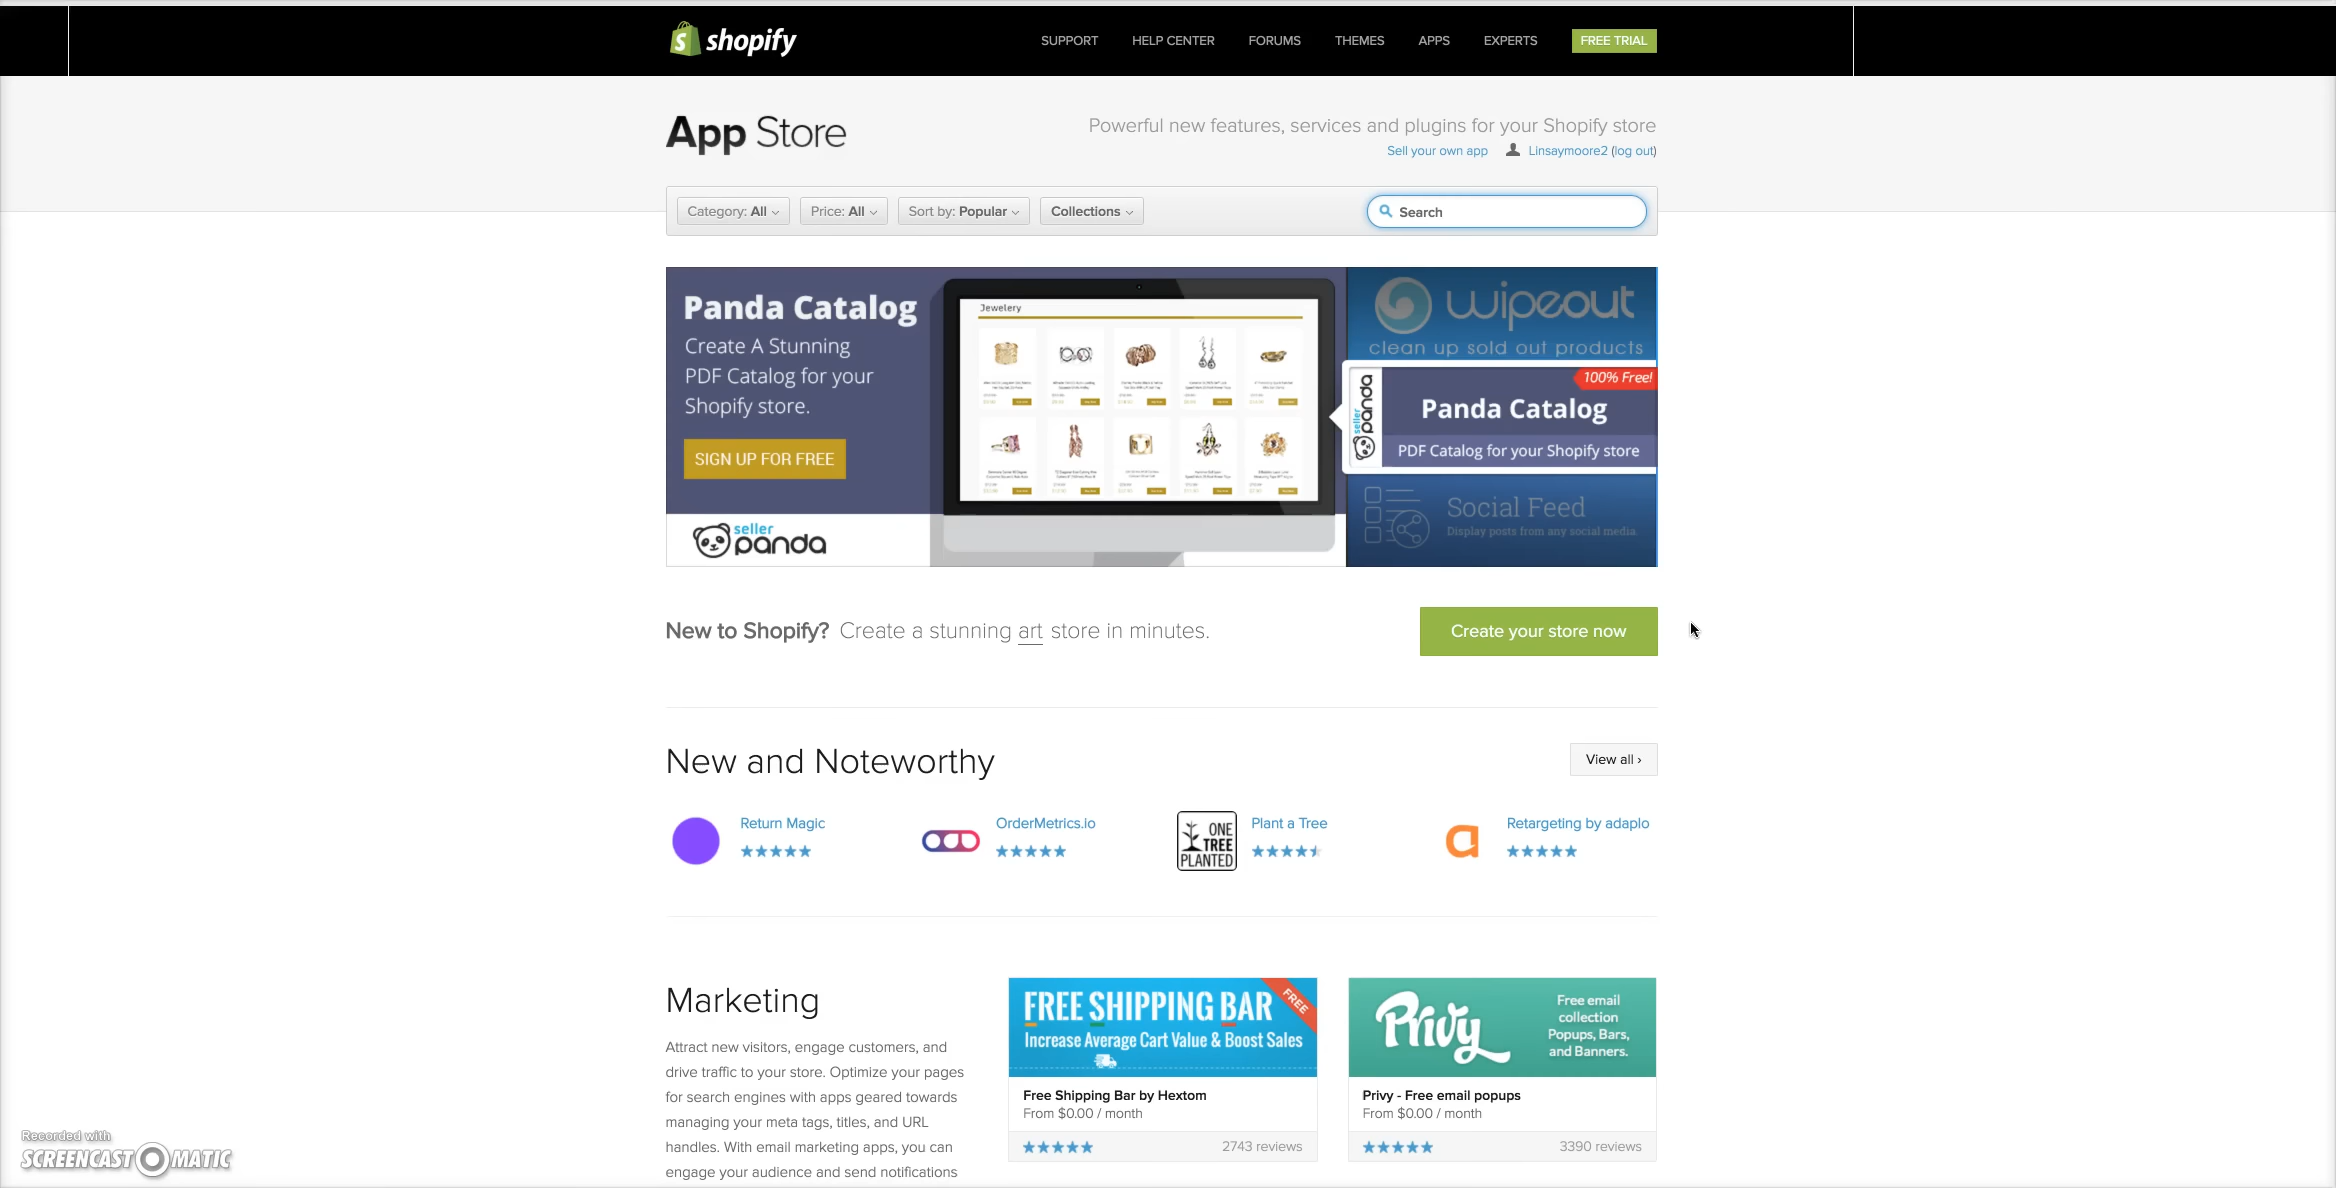 shopify
SUPPORT HELP CENTER FORUMS THEMES APPS EXPERTS FREE TRIAL
App Store
Powerful new features, services and plugins for your Shopify store
Sell your own app Linsaymoore2 (log out)
Category: All Price: All Sort by: Popular Collections Search
Panda Catalog
Create A Stunning
PDF Catalog for your
Shopify store.
SIGN UP FOR FREE
seller
panda
Jewelery
wipeout
clean up sold out products
100% Free!
seller
panda
Panda Catalog
PDF Catalog for your Shopify store
Social Feed
Display posts from any social media
New to Shopify? Create a stunning art store in minutes.
Create your store now
New and Noteworthy
View all ›
Return Magic
OrderMetrics.io
ONE
TREE
PLANTED
Plant a Tree
Retargeting by adaplo
Marketing
Attract new visitors, engage customers, and
drive traffic to your store. Optimize your pages
for search engines with apps geared towards
managing your meta tags, titles, and URL
handles. With email marketing apps, you can
engage your audience and send notifications
FREE SHIPPING BAR
FREE
Increase Average Cart Value & Boost Sales
Free Shipping Bar by Hextom
From $0.00 / month
2743 reviews
Privy
Free email
collection
Popups, Bars,
and Banners.
Privy - Free email popups
From $0.00 / month
3390 reviews
Recorded with
SCREENCAST MATIC